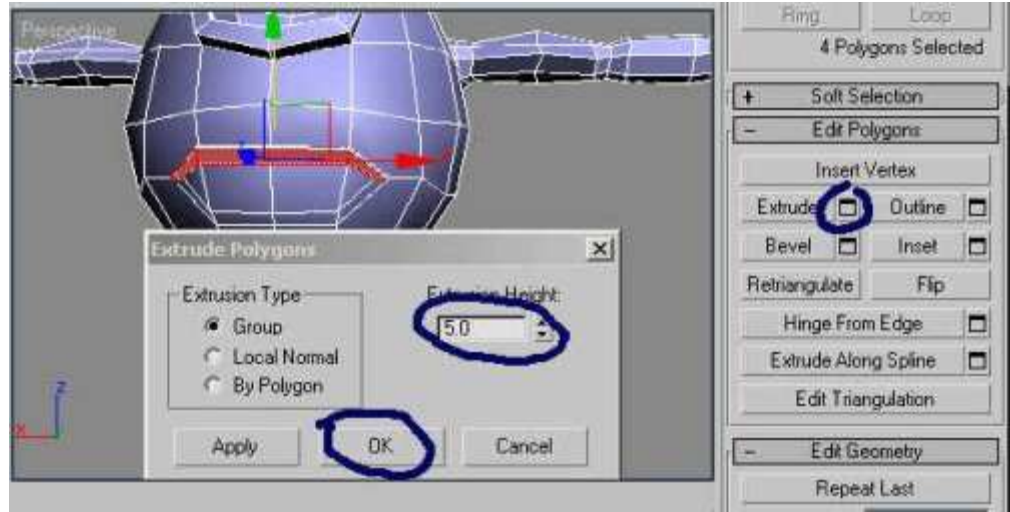 Perspective
z
x
Extrude Polygons
Extrusion Type
Group
Local Normal
By Polygon
Extrusion Height:
5.0
Apply
OK
Cancel
Ring
Loop
4 Polygons Selected
+ Soft Selection
- Edit Polygons
Insert Vertex
Extrude
Outline
Bevel
Inset
Retriangulate
Flip
Hinge From Edge
Extrude Along Spline
Edit Triangulation
- Edit Geometry
Repeat Last